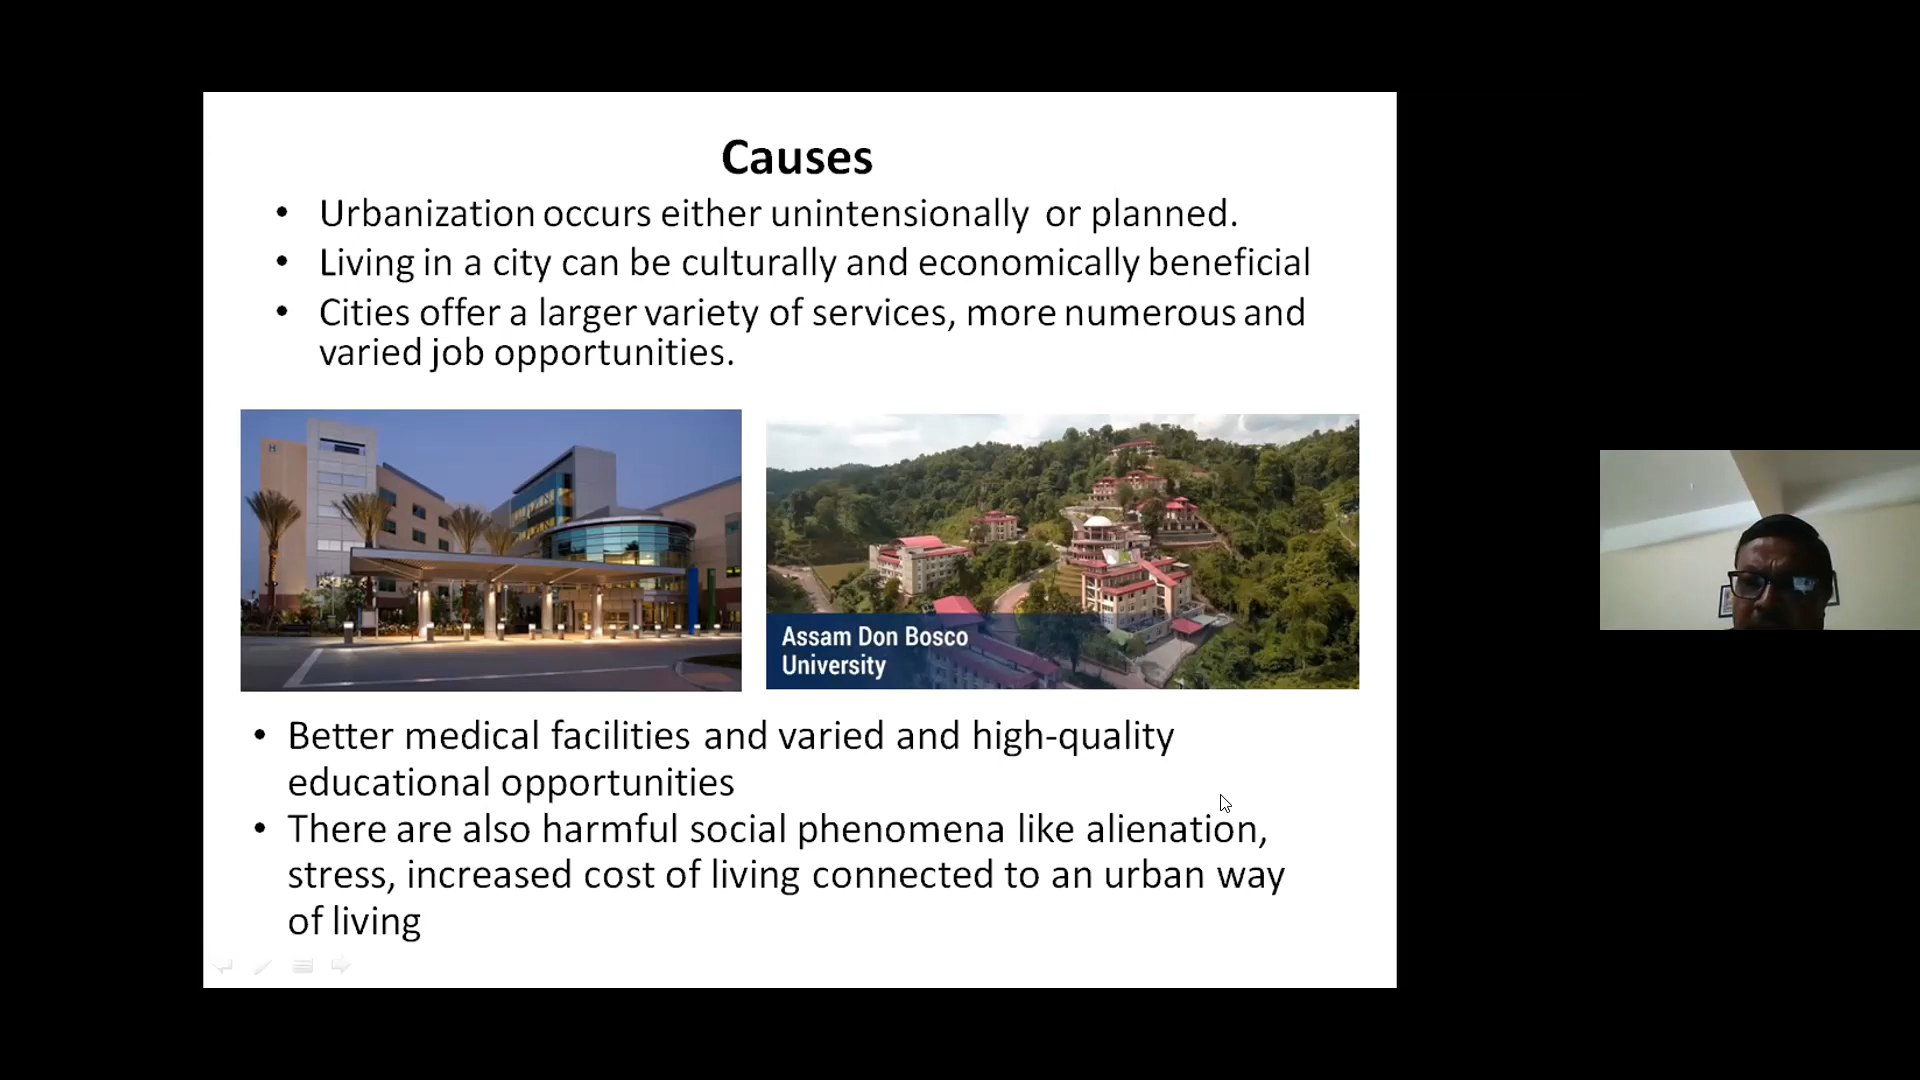 Causes
• Urbanization occurs either unintensionally or planned.
• Living in a city can be culturally and economically beneficial
• Cities offer a larger variety of services, more numerous and
varied job opportunities.
H
Assam Don Bosco
University
• Better medical facilities and varied and high-quality
educational opportunities
• There are also harmful social phenomena like alienation,
stress, increased cost of living connected to an urban way
of living